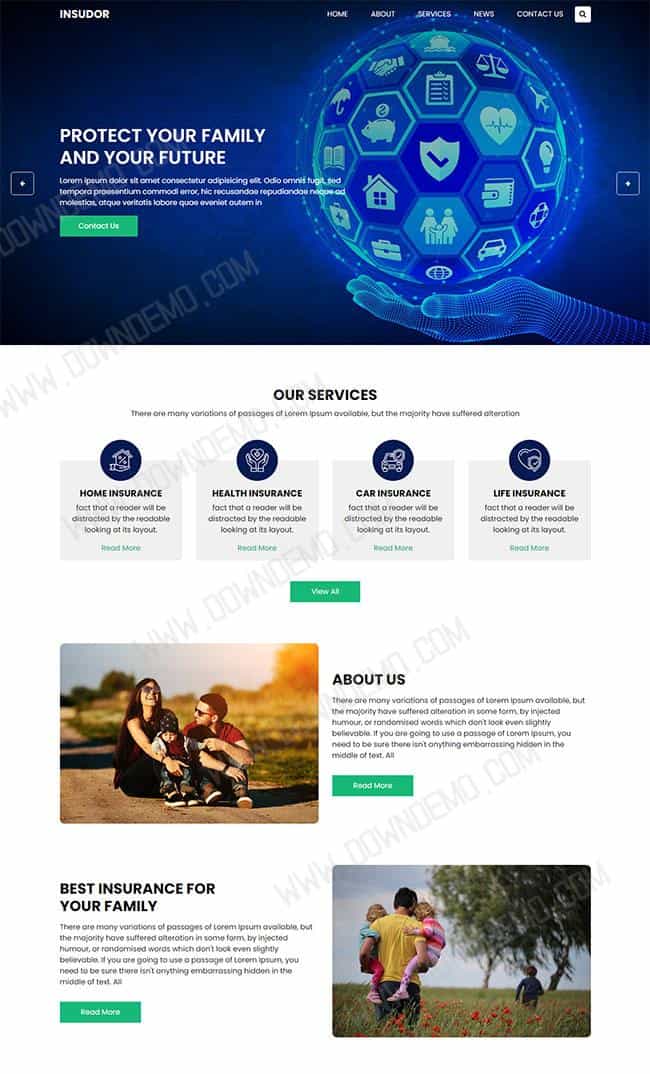 INSUDOR
HOME ABOUT SERVICES NEWS CONTACT US
PROTECT YOUR FAMILY
AND YOUR FUTURE
Lorem ipsum dolor sit amet consectetur adipisicing elit. Odio omnis fugit, sed
tempora praesentium commodi error, hic recusandae repudiandae neque ad
molestias, atque veritatis labore quae eveniet autem in
Contact Us
OUR SERVICES
There are many variations of passages of Lorem Ipsum available, but the majority have suffered alteration
HOME INSURANCE
fact that a reader will be
distracted by the readable
looking at its layout.
Read More
HEALTH INSURANCE
fact that a reader will be
distracted by the readable
looking at its layout.
Read More
CAR INSURANCE
fact that a reader will be
distracted by the readable
looking at its layout.
Read More
LIFE INSURANCE
fact that a reader will be
distracted by the readable
looking at its layout.
Read More
View All
ABOUT US
There are many variations of passages of Lorem Ipsum available, but
the majority have suffered alteration in some form, by injected
humour, or randomised words which don't look even slightly
believable. If you are going to use a passage of Lorem Ipsum, you
need to be sure there isn't anything embarrassing hidden in the
middle of text. All
Read More
BEST INSURANCE FOR
YOUR FAMILY
There are many variations of passages of Lorem Ipsum available, but
the majority have suffered alteration in some form, by injected
humour, or randomised words which don't look even slightly
believable. If you are going to use a passage of Lorem Ipsum, you
need to be sure there isn't anything embarrassing hidden in the
middle of text. All
Read More
WWW.DOWNDEMO.COM
WWW.DOWNDEMO.COM
WWW.DOWNDEMO.COM
WWW.DOWNDEMO.COM
WWW.DOWNDEMO.COM